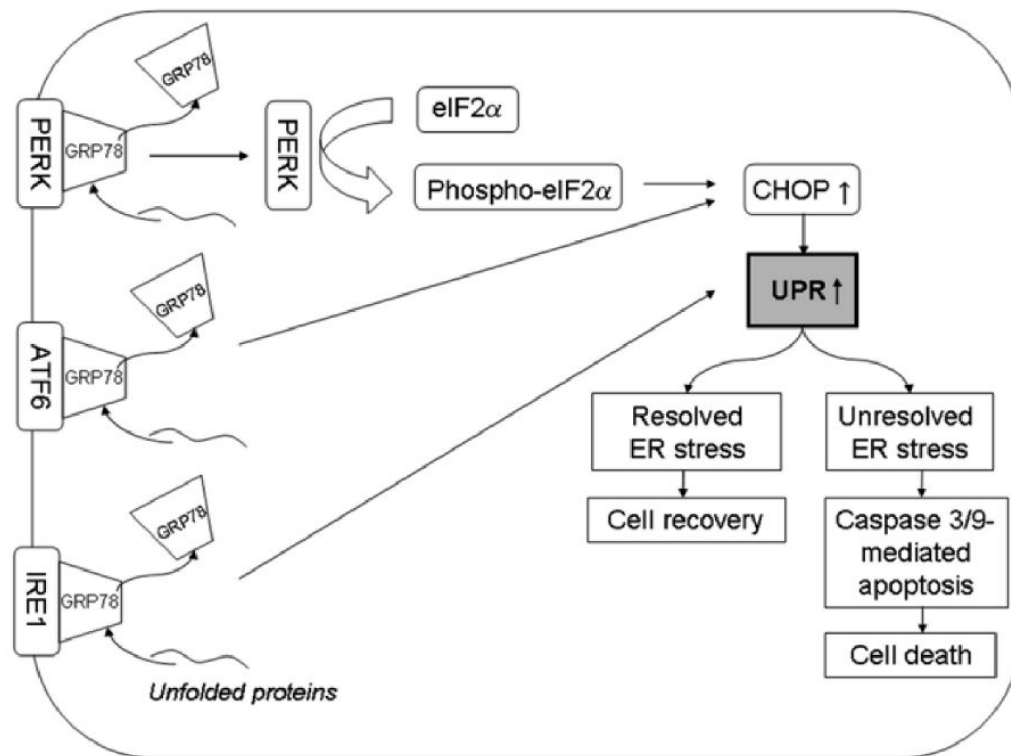 GRP78
PERK
GRP78
PERK
eIF2α
Phospho-eIF2α
CHOP ↑
UPR ↑
GRP78
ATF6
GRP78
Resolved
ER stress
Unresolved
ER stress
Cell recovery
Caspase 3/9-
mediated
apoptosis
Cell death
GRP78
IRE1
GRP78
Unfolded proteins